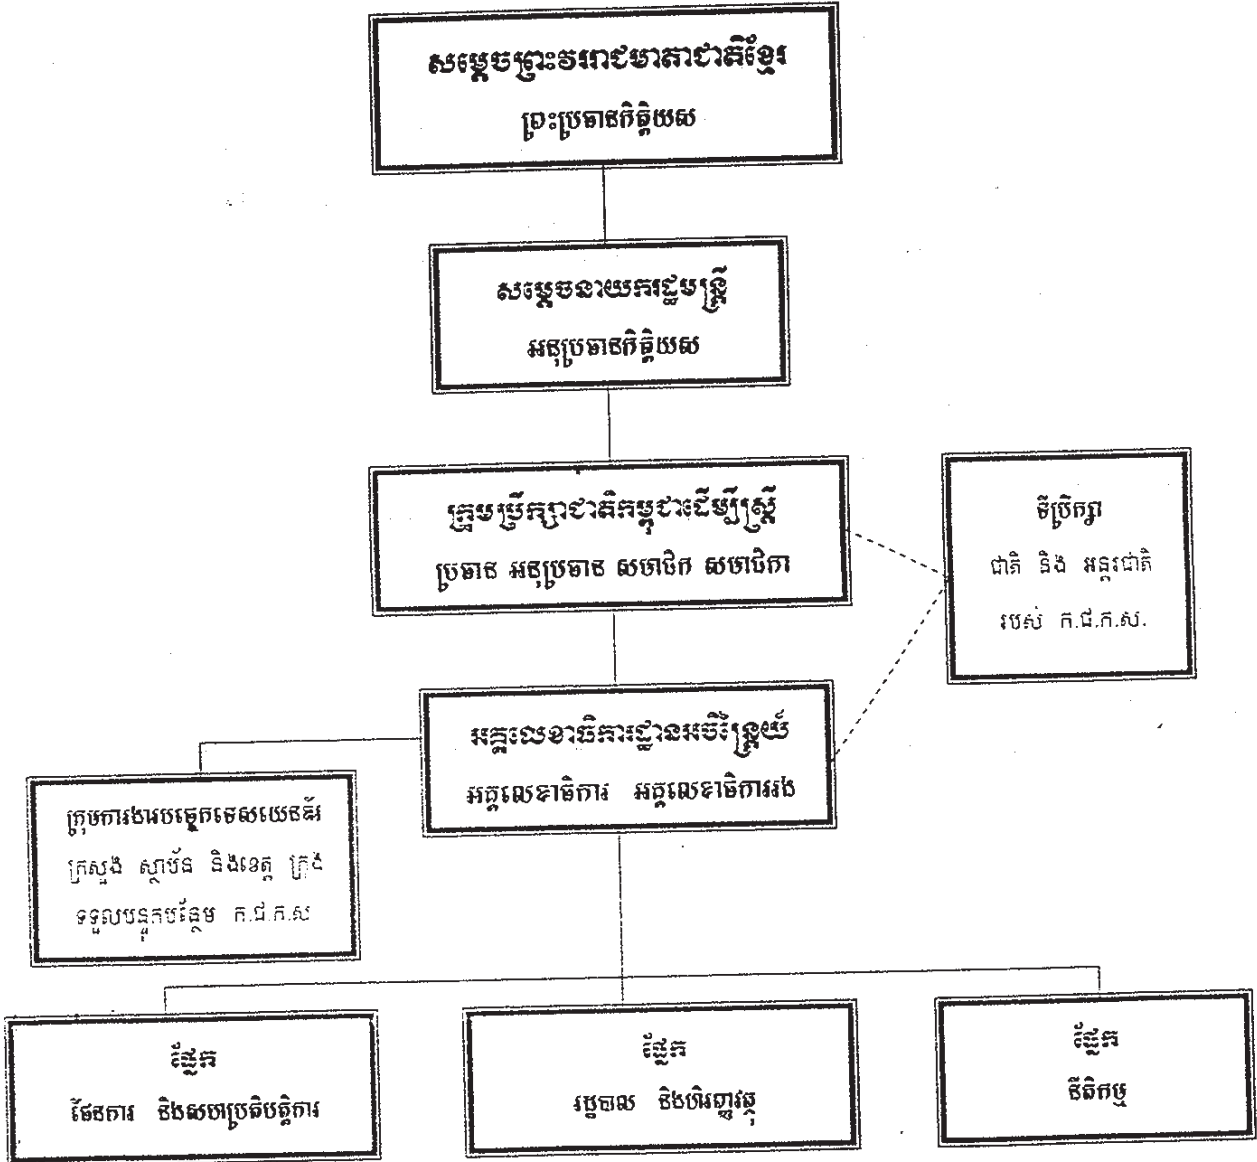 សម្តេចព្រះវររាជមាតាជាតិខ្មែរ
ព្រះប្រធានកិត្តិយស
សម្តេចនាយករដ្ឋមន្ត្រី
អនុប្រធានកិត្តិយស
ក្រុមប្រឹក្សាជាតិកម្ពុជាដើម្បីស្ត្រី
ប្រធាន អនុប្រធាន សមាជិក សមាជិកា
ទីប្រឹក្សា
ជាតិ និង អន្តរជាតិ
របស់ ក.ជ.ក.ស.
អគ្គលេខាធិការដ្ឋានអចិន្ត្រៃយ៍
អគ្គលេខាធិការ អគ្គលេខាធិការរង
ក្រុមការងារបច្ចេកទេសយេនឌ័រ
ក្រសួង ស្ថាប័ន និងខេត្ត ក្រុង
ទទួលបន្ទុកបន្ថែម ក.ជ.ក.ស
ផ្នែក
ផែនការ និងសហប្រតិបត្តិការ
ផ្នែក
រដ្ឋបាល និងហិរញ្ញវត្ថុ
ផ្នែក
នីតិកម្ម